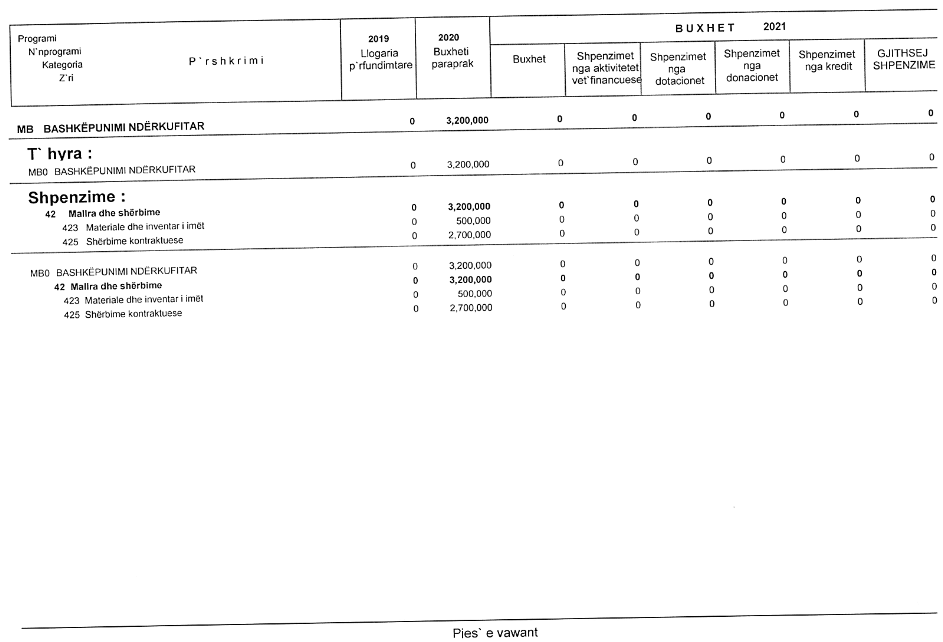 Programi
N`nprogrami
Kategoria
Z`ri
P`rshkrimi
2019
Llogaria
p`rfundimtare
2020
Buxheti
paraprak
BUXHET 2021
Buxhet
Shpenzimet
nga aktivitetet
vet`financuese
Shpenzimet
nga
dotacionet
Shpenzimet
nga
donacionet
Shpenzimet
nga kredit
GJITHSEJ
SHPENZIME
MB BASHKËPUNIMI NDËRKUFITAR 0 3,200,000 0 0 0 0 0 0
T` hyra :
MB0 BASHKËPUNIMI NDËRKUFITAR 0 3,200,000 0 0 0 0 0 0
Shpenzime :
42 Mallra dhe shërbime 0 3,200,000 0 0 0 0 0 0
423 Materiale dhe inventar i imët 0 500,000 0 0 0 0 0 0
425 Shërbime kontraktuese 0 2,700,000 0 0 0 0 0 0
MB0 BASHKËPUNIMI NDËRKUFITAR 0 3,200,000 0 0 0 0 0 0
42 Mallra dhe shërbime 0 3,200,000 0 0 0 0 0 0
423 Materiale dhe inventar i imët 0 500,000 0 0 0 0 0 0
425 Shërbime kontraktuese 0 2,700,000 0 0 0 0 0 0
Pies` e vawant